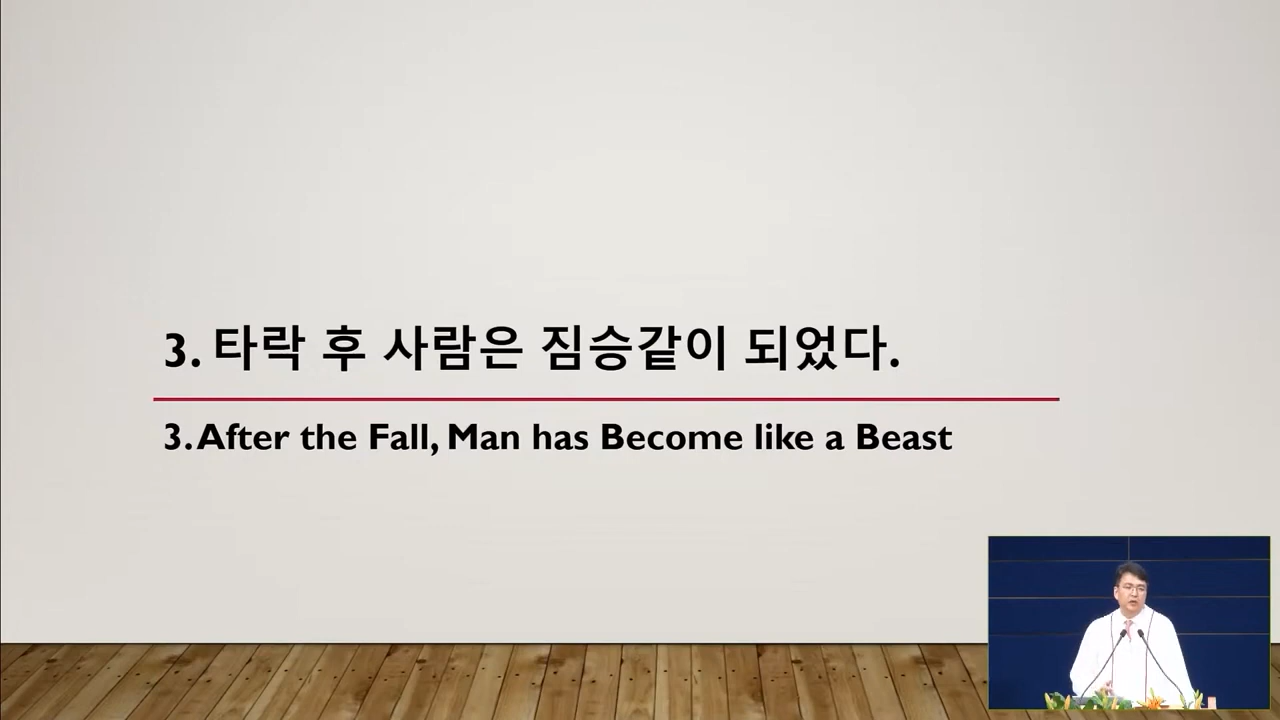 3. 타락 후 사람은 짐승같이 되었다.
3. After the Fall, Man has Become like a Beast